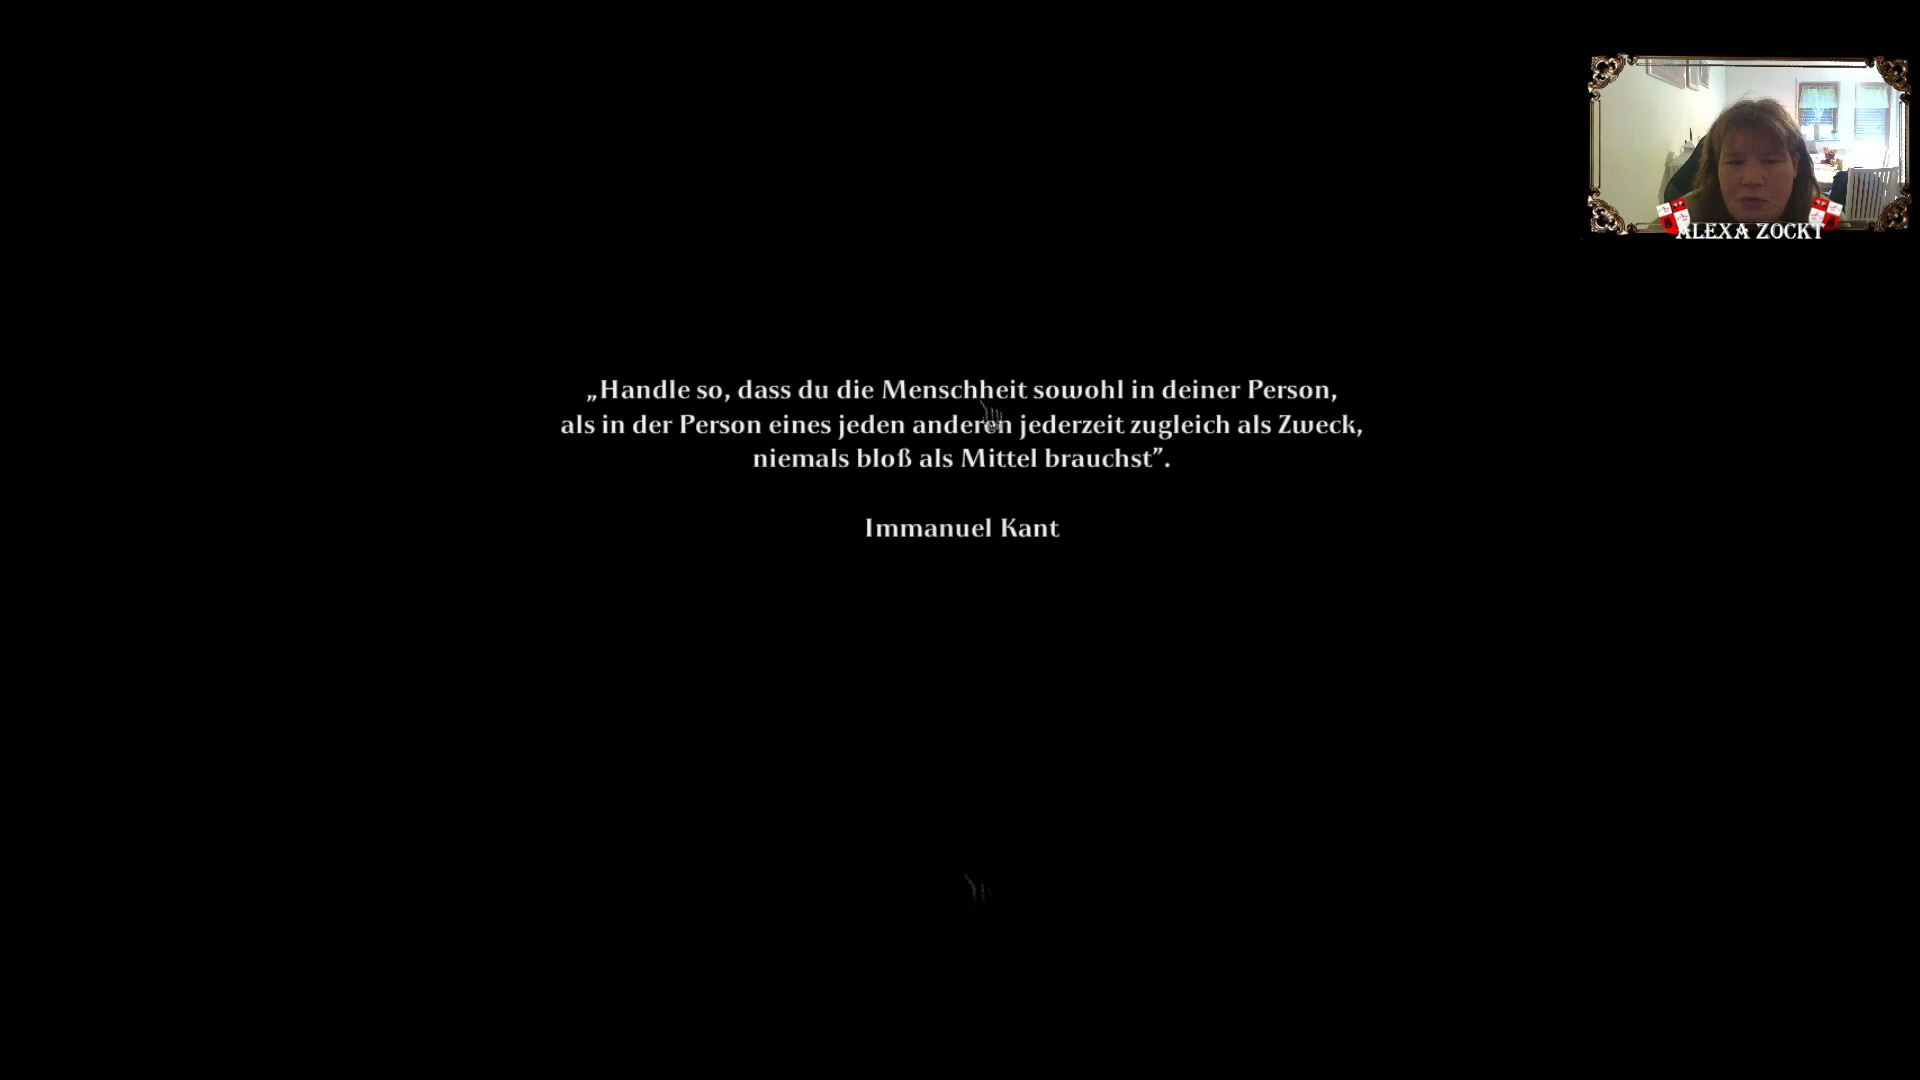 „Handle so, dass du die Menschheit sowohl in deiner Person,
als in der Person eines jeden anderen jederzeit zugleich als Zweck,
niemals bloß als Mittel brauchst”.
Immanuel Kant
ALEXA ZOCKT